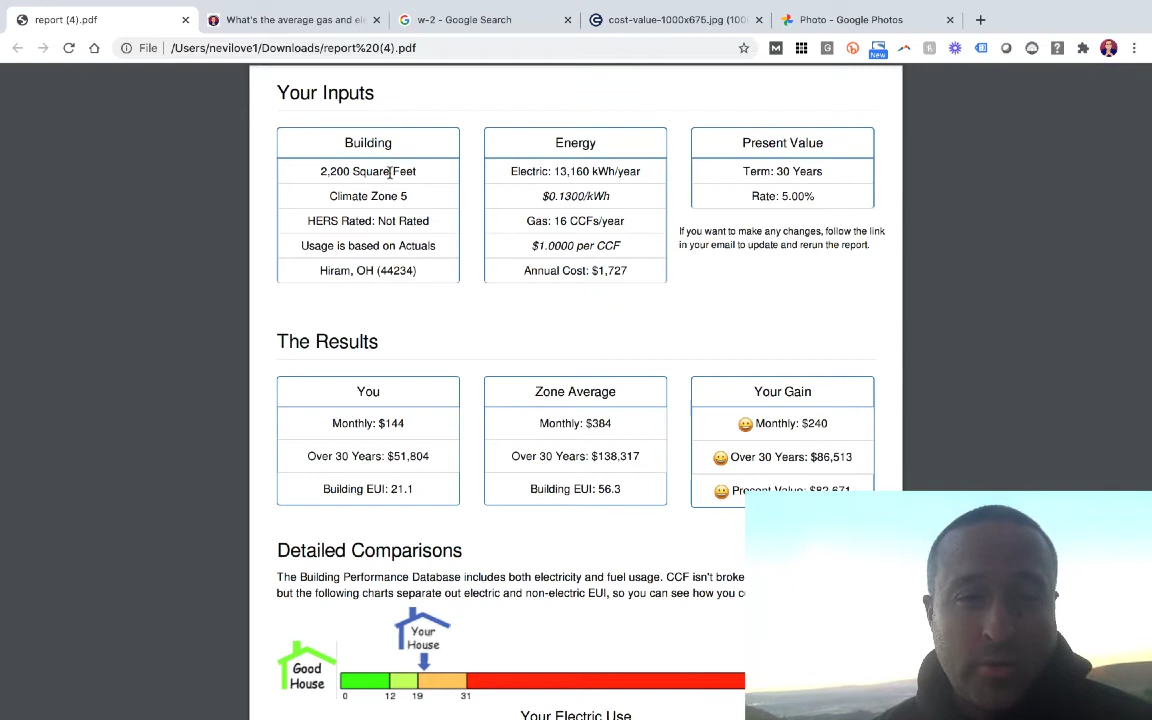 report (4).pdf
What's the average gas and el
w-2 - Google Search
cost-value-1000x675.jpg (100
Photo - Google Photos
File
/Users/nevilove1/Downloads/report%20(4).pdf
New
Your Inputs
Building
2,200 Square Feet
Climate Zone 5
HERS Rated: Not Rated
Usage is based on Actuals
Hiram, OH (44234)
Energy
Electric: 13,160 kWh/year
$0.1300/kWh
Gas: 16 CCFs/year
$1.0000 per CCF
Annual Cost: $1,727
Present Value
Term: 30 Years
Rate: 5.00%
If you want to make any changes, follow the link
in your email to update and rerun the report.
The Results
You
Monthly: $144
Over 30 Years: $51,804
Building EUI: 21.1
Zone Average
Monthly: $384
Over 30 Years: $138,317
Building EUI: 56.3
Your Gain
Monthly: $240
Over 30 Years: $86,513
Present Value: $82,671
Detailed Comparisons
The Building Performance Database includes both electricity and fuel usage. CCF isn't broke
but the following charts separate out electric and non-electric EUI, so you can see how you c
Your
House
Good
House
0 12 19 31
Your Electric Use